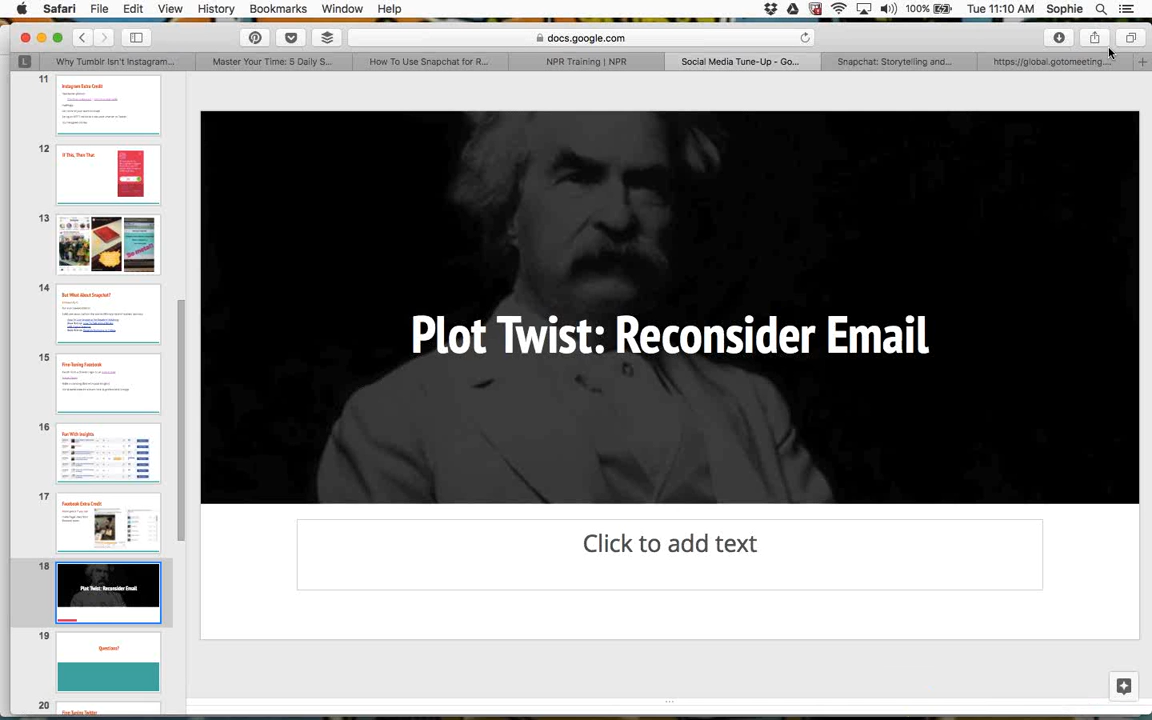 Safari File Edit View History Bookmarks Window Help 100% Tue 11:10 AM Sophie
docs.google.com
L Why Tumblr Isn't Instagram... Master Your Time: 5 Daily S... How To Use Snapchat for R... NPR Training | NPR Social Media Tune-Up - Go... Snapchat: Storytelling and... https://global.gotomeeting....
11
Instagram Extra Credit
12
If This, Then That
13
14
But What About Snapchat?
15
Fine-Tuning Facebook
16
Fun With Insights
17
Facebook Extra Credit
18
Plot Twist: Reconsider Email
19
Questions?
20
Fine Tuning Twitter
Plot Twist: Reconsider Email
Click to add text